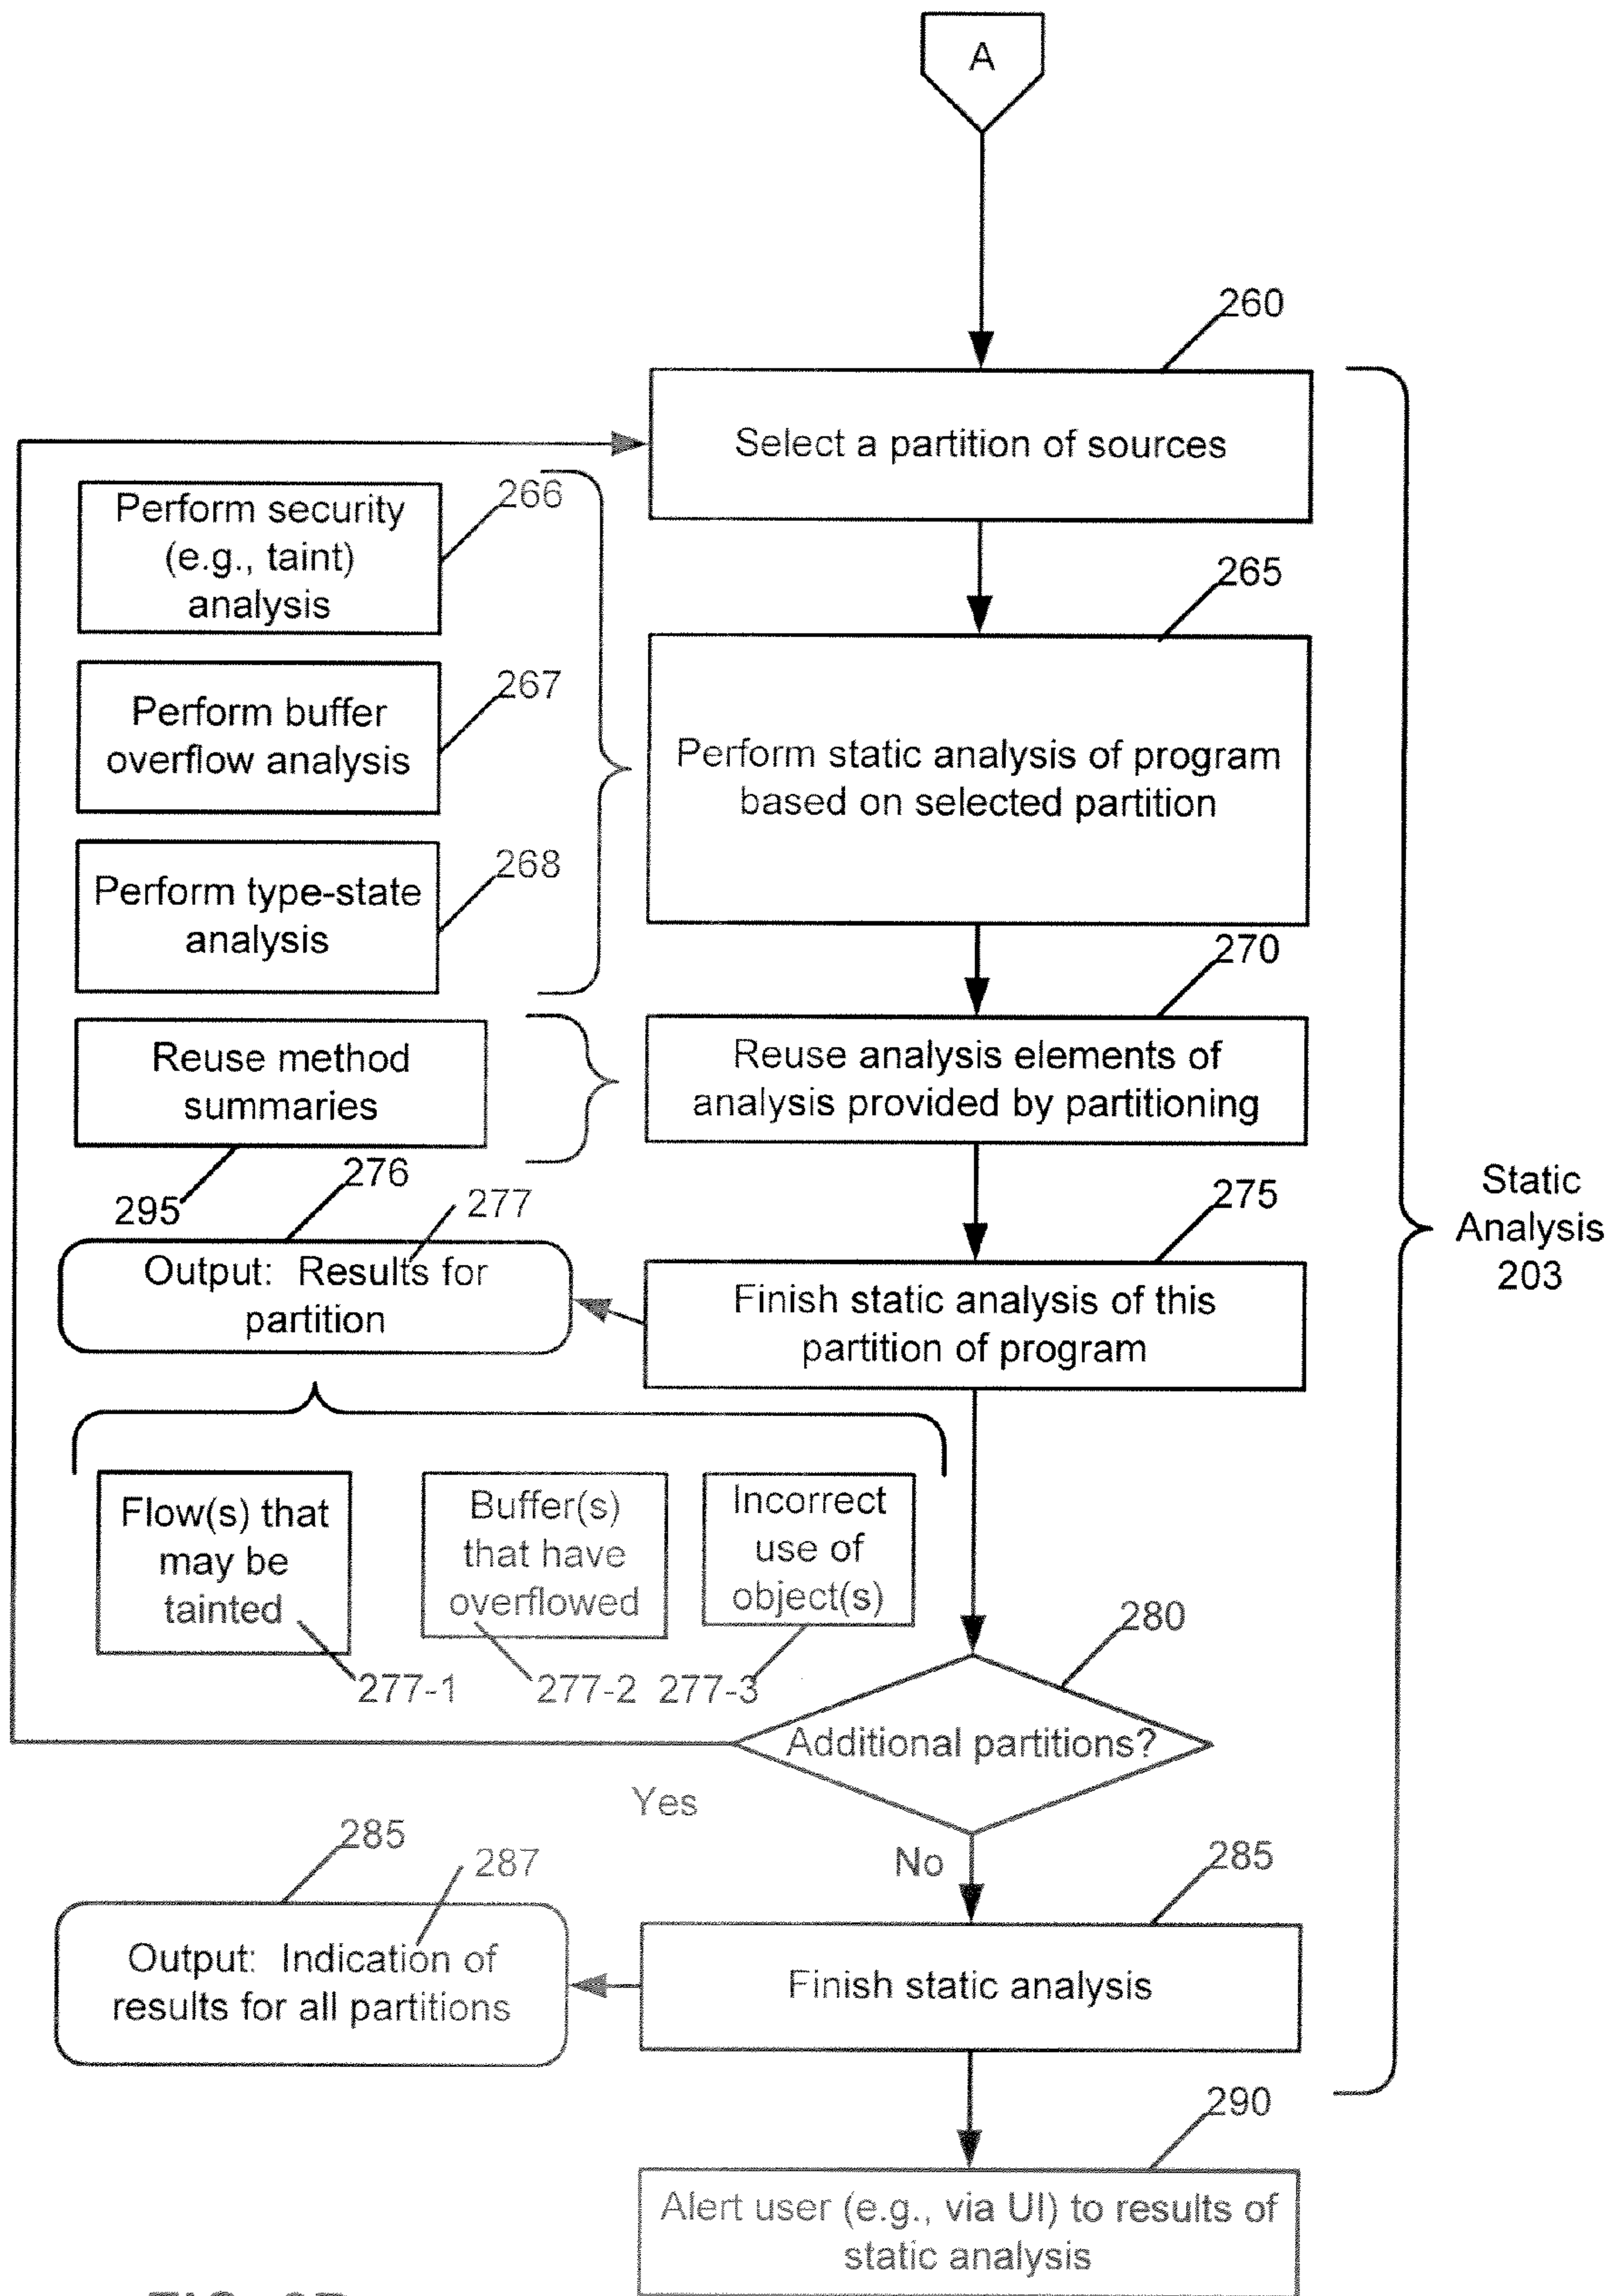 A
260
Select a partition of sources
Perform security
(e.g., taint)
analysis
266
265
Perform buffer
overflow analysis
267
Perform static analysis of program
based on selected partition
Perform type-state
analysis
268
270
Reuse method
summaries
295
Reuse analysis elements of
analysis provided by partitioning
276
277
275
Output: Results for
partition
Finish static analysis of this
partition of program
Static
Analysis
203
Flow(s) that
may be
tainted
277-1
Buffer(s)
that have
overflowed
277-2
Incorrect
use of
object(s)
277-3
280
Additional partitions?
Yes
No
285
287
285
Output: Indication of
results for all partitions
Finish static analysis
290
Alert user (e.g., via UI) to results of
static analysis